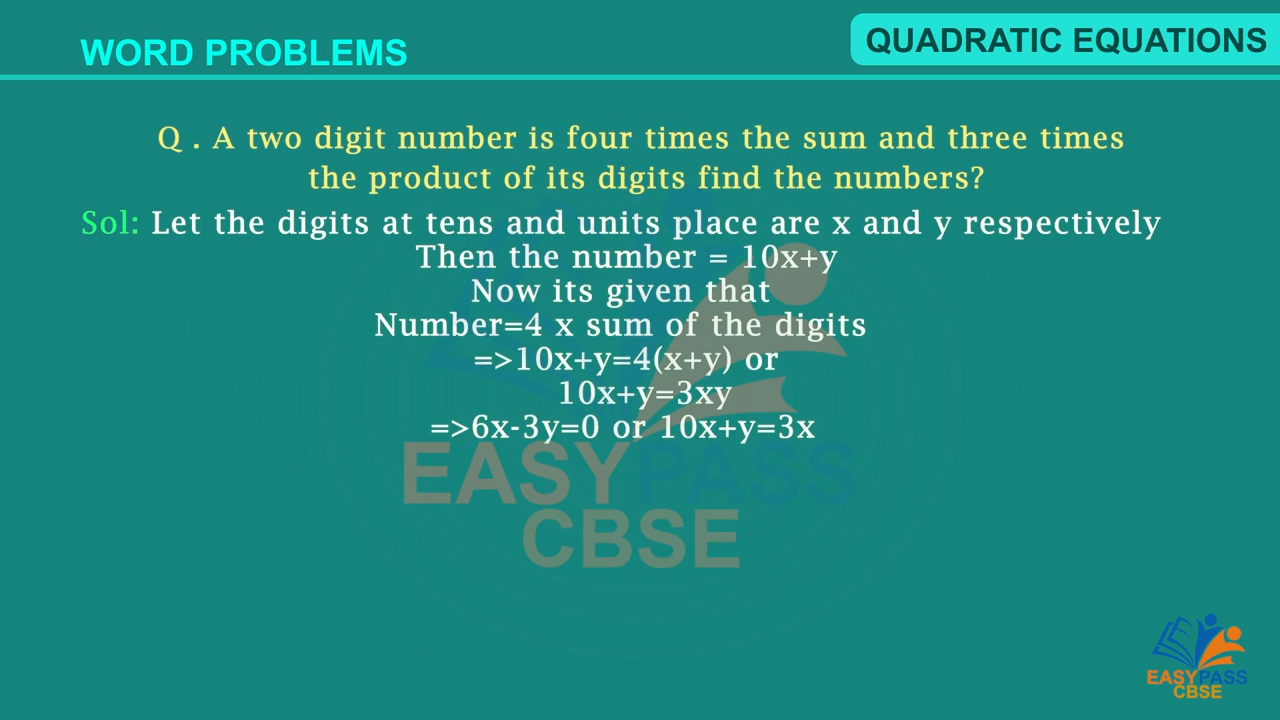 WORD PROBLEMS
QUADRATIC EQUATIONS
Q . A two digit number is four times the sum and three times
the product of its digits find the numbers?
Sol: Let the digits at tens and units place are x and y respectively
Then the number = 10x+y
Now its given that
Number=4 x sum of the digits
=>10x+y=4(x+y) or
10x+y=3xy
=>6x-3y=0 or 10x+y=3x
EASYPASS
CBSE
EASYPASS
CBSE